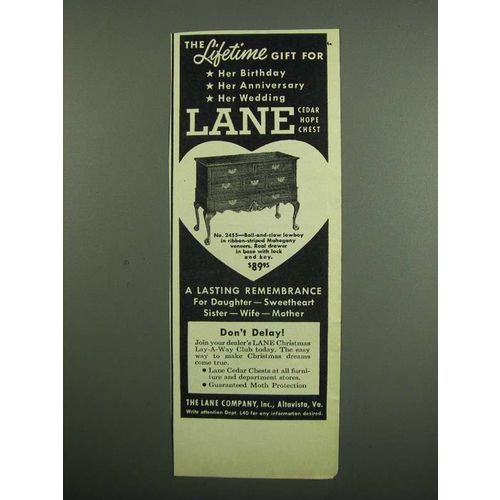 THE Lifetime GIFT FOR
★ Her Birthday
★ Her Anniversary
★ Her Wedding
LANE CEDAR HOPE CHEST
No. 2455—Ball-and-claw lowboy
in ribbon-striped Mahogany
veneers. Real drawer
in base with lock
and key.
$89.95
A LASTING REMEMBRANCE
For Daughter — Sweetheart
Sister — Wife — Mother
Don't Delay!
Join your dealer's LANE Christmas
Lay-A-Way Club today. The easy
way to make Christmas dreams
come true.
• Lane Cedar Chests at all furni-
ture and department stores.
• Guaranteed Moth Protection
THE LANE COMPANY, Inc., Altavista, Va.
Write attention Dept. L40 for any information desired.